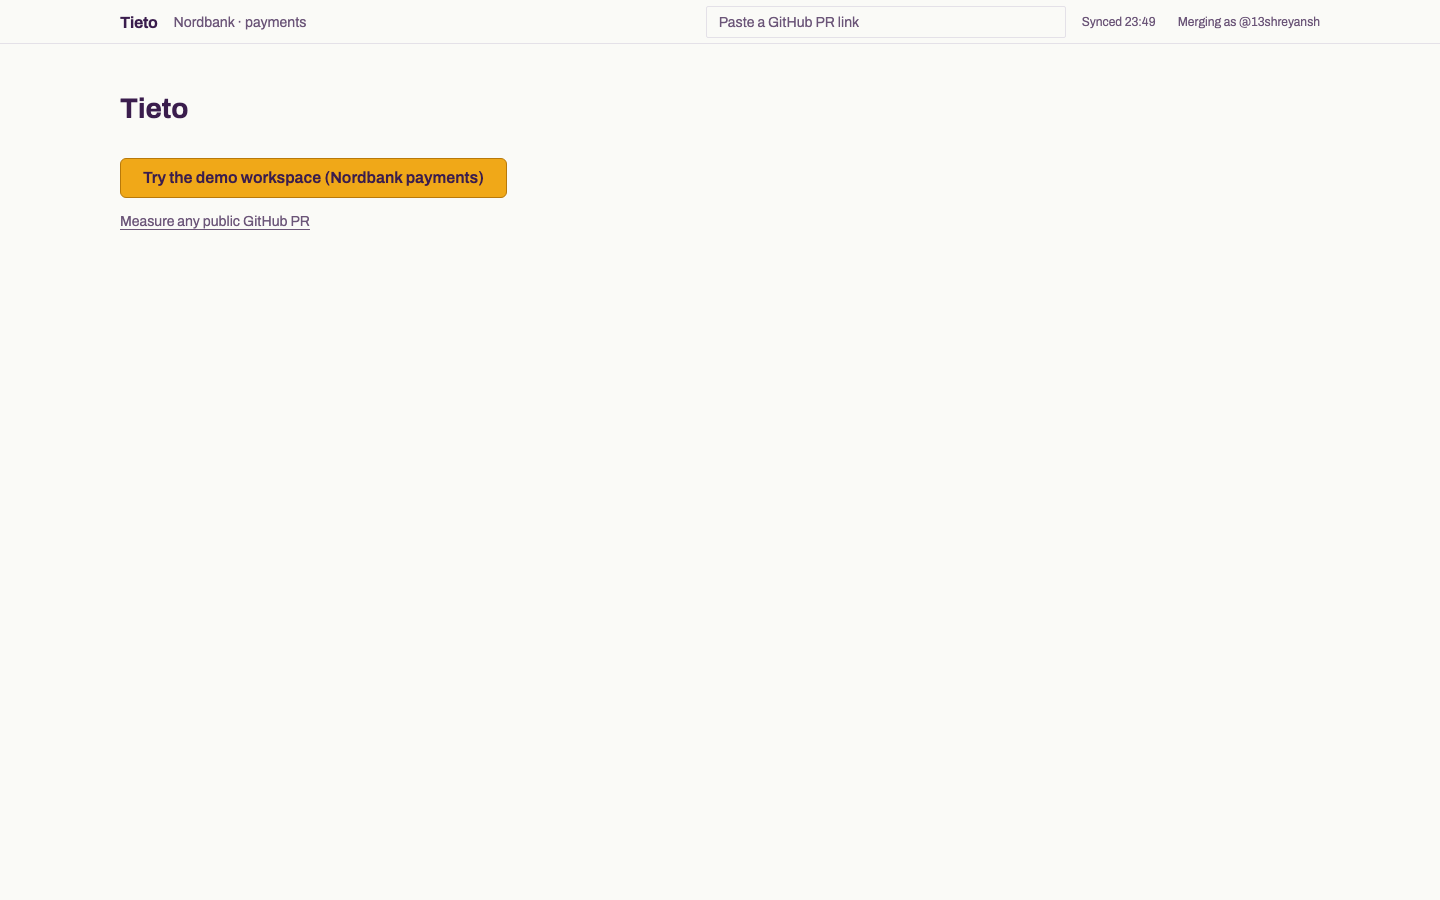 Tieto Nordbank · payments Paste a GitHub PR link Synced 23:49 Merging as @13shreyansh
Tieto
Try the demo workspace (Nordbank payments)
Measure any public GitHub PR